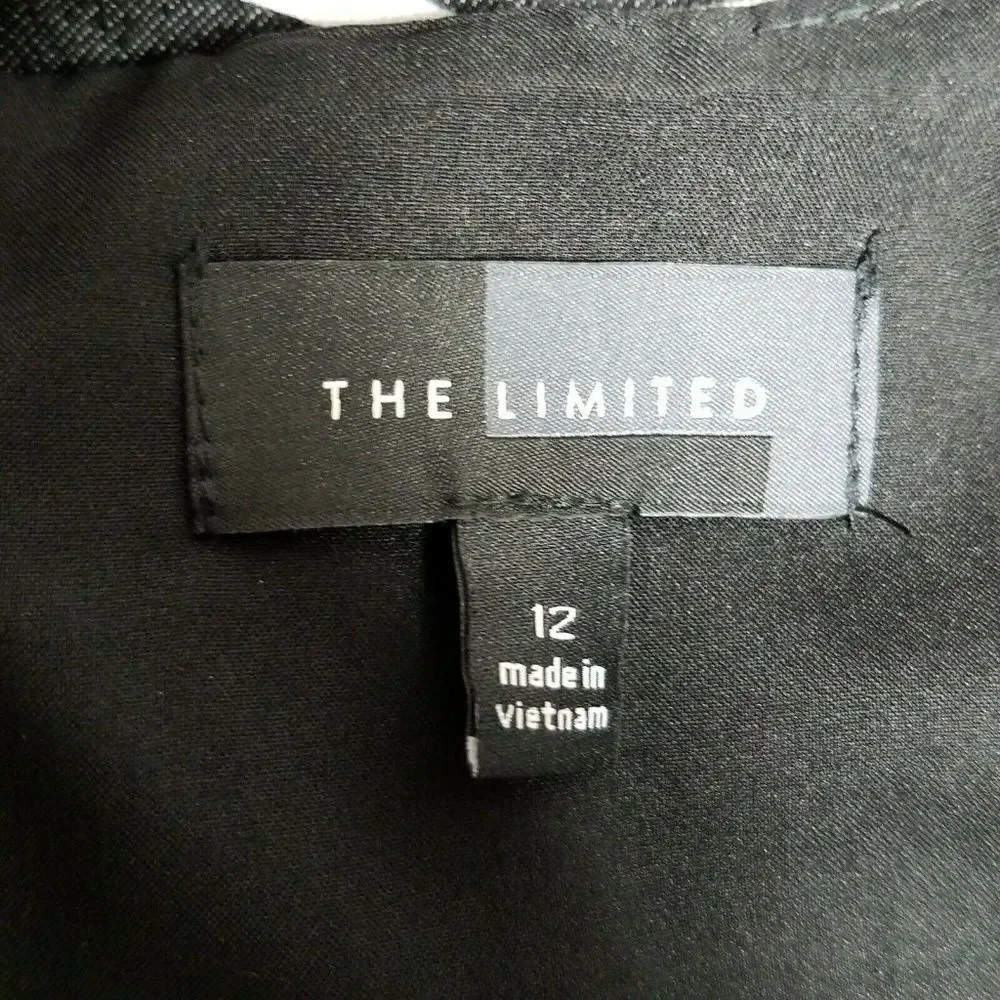 THE LIMITED
12
made in
vietnam